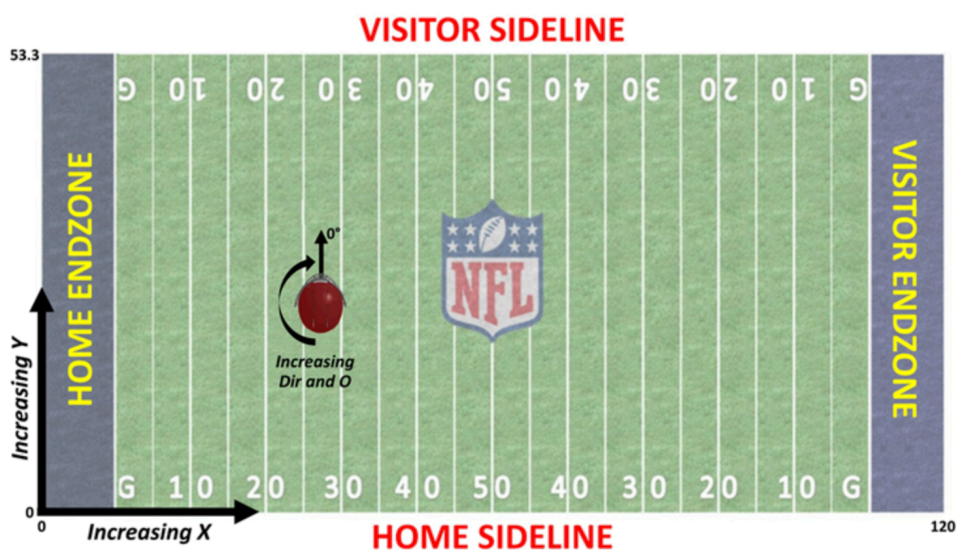 VISITOR SIDELINE
53.3
G 10 20 30 40 50 40 30 20 10 G
HOME ENDZONE
VISITOR ENDZONE
0°
NFL
Increasing
Dir and O
Increasing Y
G 10 20 30 40 50 40 30 20 10 G
0
0
120
Increasing X
HOME SIDELINE